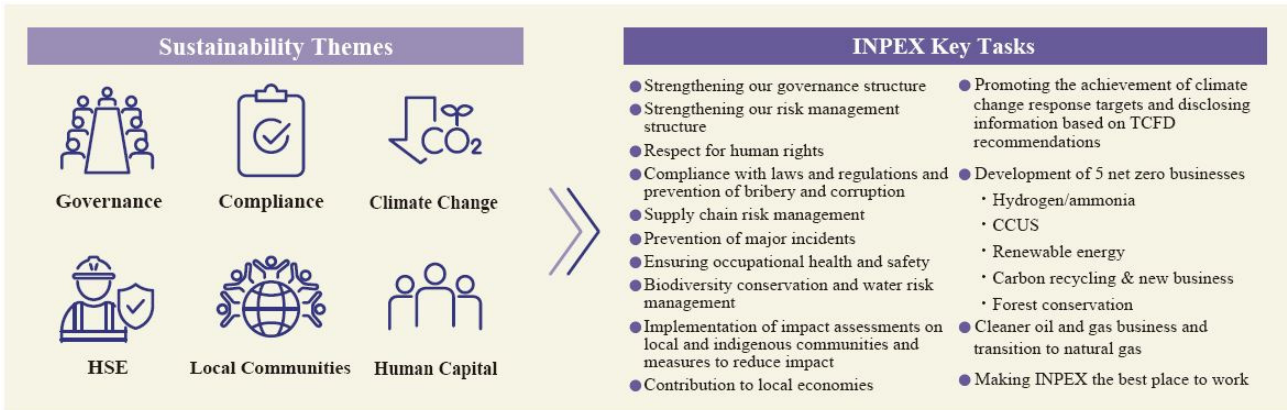 Sustainability Themes
Governance
Compliance
CO2
Climate Change
HSE
Local Communities
Human Capital
INPEX Key Tasks
●Strengthening our governance structure
●Strengthening our risk management
structure
●Respect for human rights
●Compliance with laws and regulations and
prevention of bribery and corruption
●Supply chain risk management
●Prevention of major incidents
●Ensuring occupational health and safety
●Biodiversity conservation and water risk
management
●Implementation of impact assessments on
local and indigenous communities and
measures to reduce impact
●Contribution to local economies
●Promoting the achievement of climate
change response targets and disclosing
information based on TCFD
recommendations
●Development of 5 net zero businesses
・Hydrogen/ammonia
・CCUS
・Renewable energy
・Carbon recycling & new business
・Forest conservation
●Cleaner oil and gas business and
transition to natural gas
●Making INPEX the best place to work